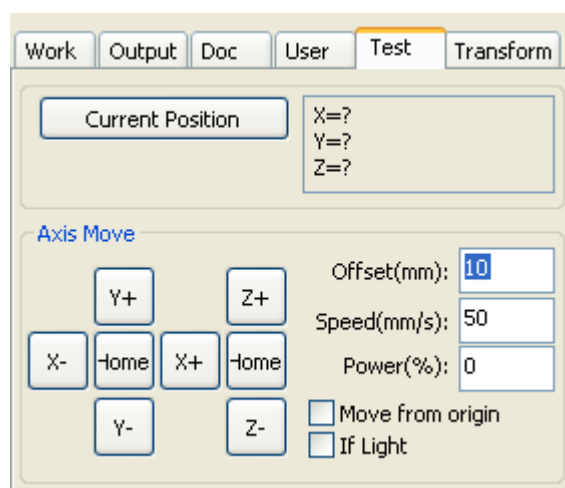 Work Output Doc User Test Transform
Current Position
X=?
Y=?
Z=?
Axis Move
Offset(mm): 10
Y+ Z+
Speed(mm/s): 50
X- Home X+ Home
Power(%): 0
Move from origin
Y- Z-
If Light